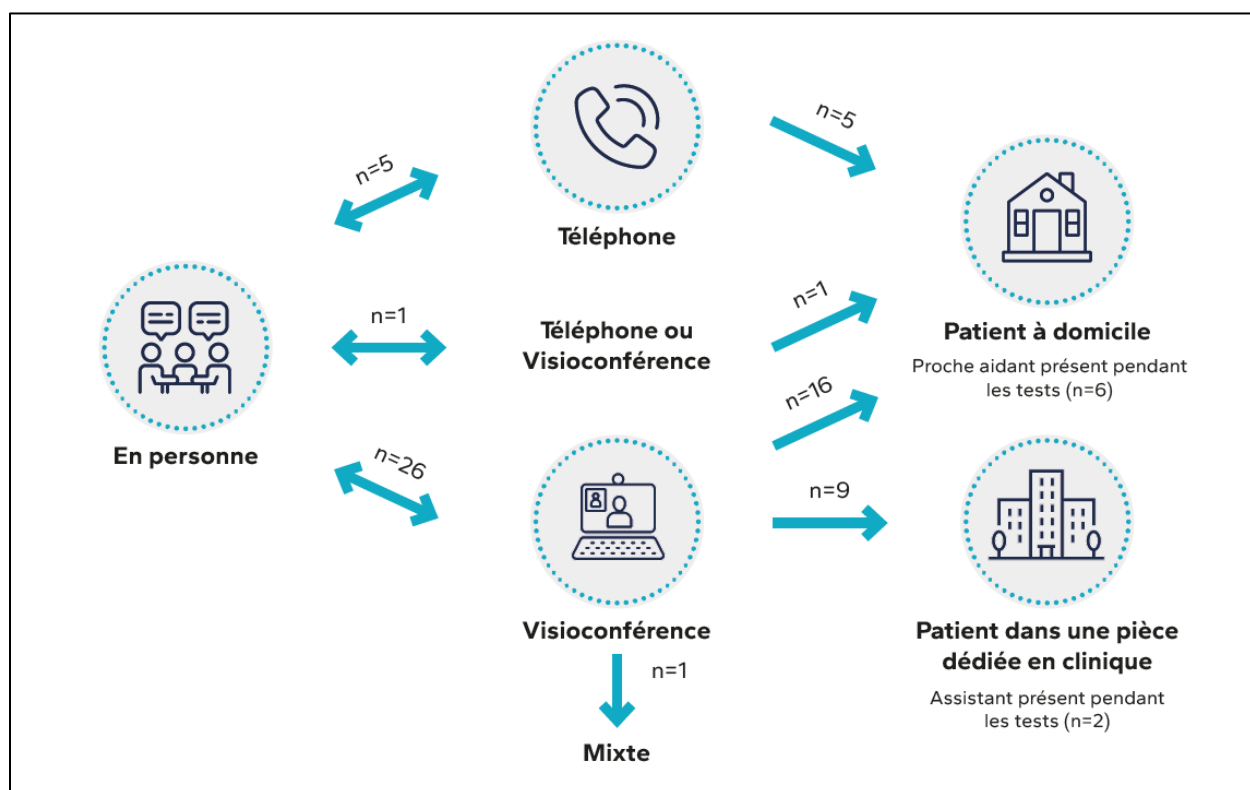 n=5
n=5
Téléphone
n=1
n=1
Téléphone ou
Visioconférence
Patient à domicile
Proche aidant présent pendant
les tests (n=6)
En personne
n=26
n=16
n=9
Visioconférence
Patient dans une pièce
dédiée en clinique
n=1
Assistant présent pendant
les tests (n=2)
Mixte